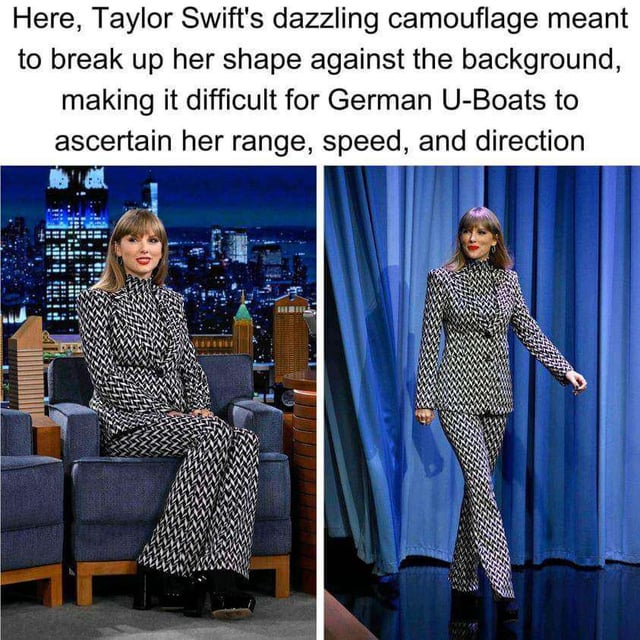 Here, Taylor Swift's dazzling camouflage meant
to break up her shape against the background,
making it difficult for German U-Boats to
ascertain her range, speed, and direction